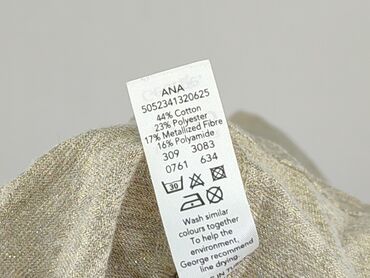 ANA
5052341320625
44% Cotton
23% Polyester
17% Metallized Fibre
16% Polyamide
309 3083
0761 634
30
Wash similar
colours together
To help the
environment.
George recommend
line drying